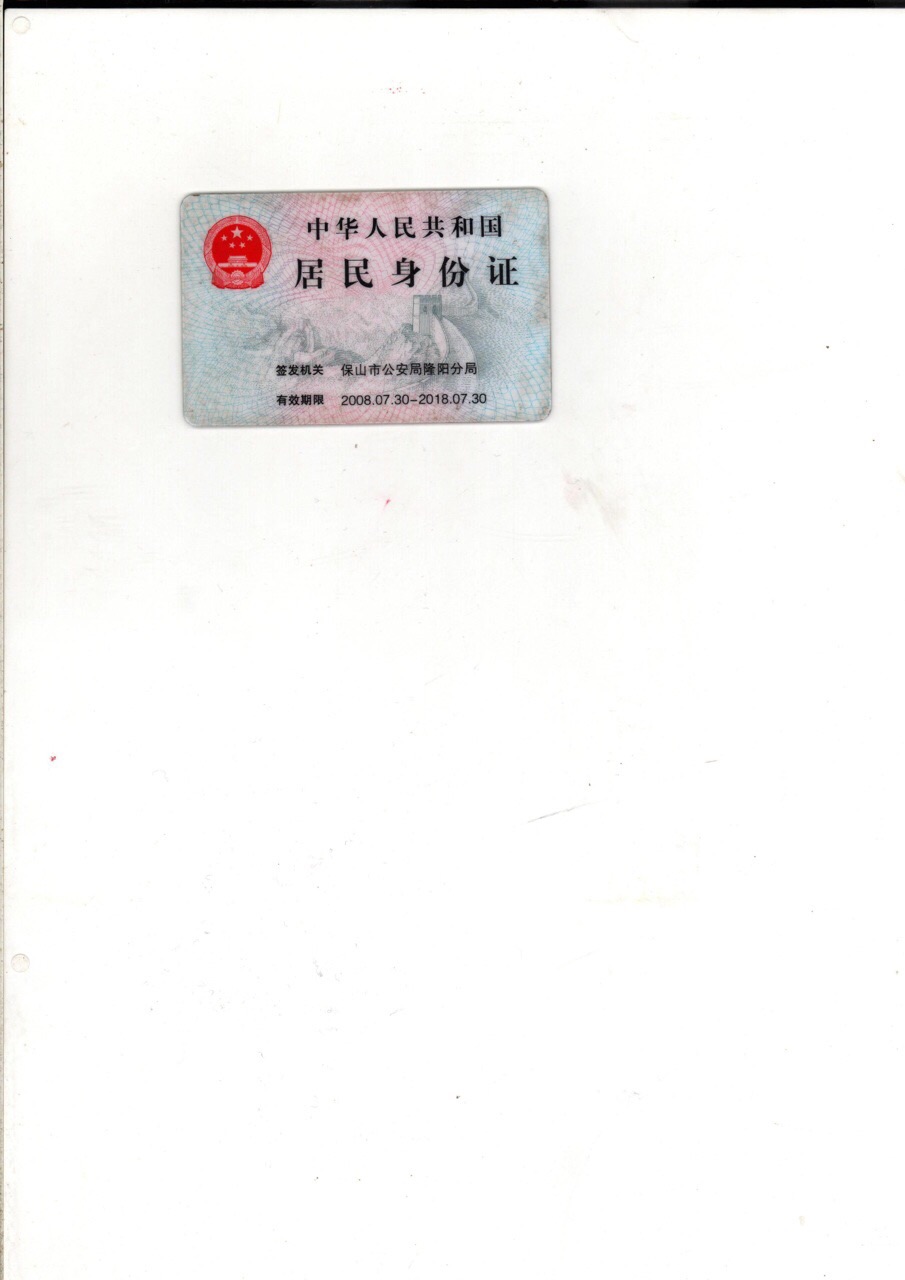 中华人民共和国
居民身份证
签发机关 保山市公安局隆阳分局
有效期限 2008.07.30-2018.07.30